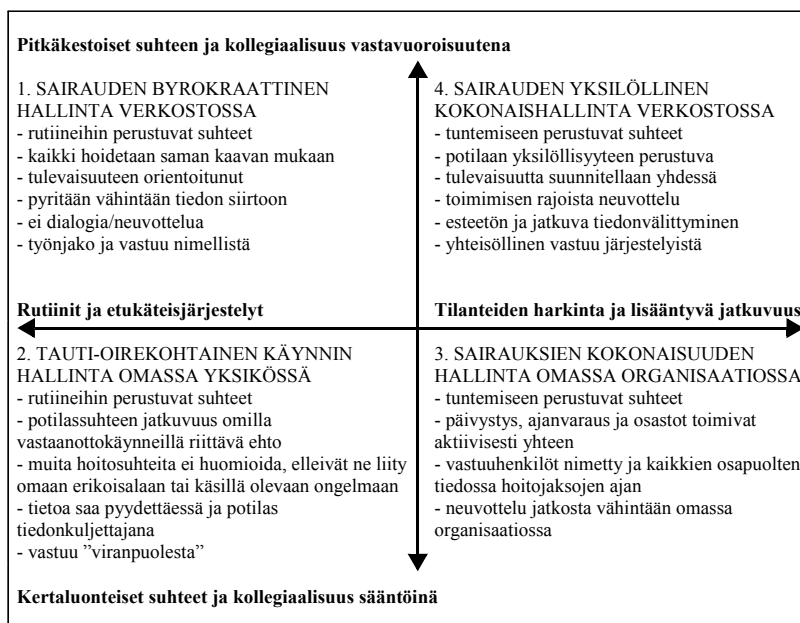 Pitkäkestoiset suhteen ja kollegiaalisuus vastavuoroisuutena
1. SAIRAUDEN BYROKRAATTINEN
HALLINTA VERKOSTOSSA
- rutiineihin perustuvat suhteet
- kaikki hoidetaan saman kaavan mukaan
- tulevaisuuteen orientoitunut
- pyritään vähintään tiedon siirtoon
- ei dialogia/neuvottelua
- työnjako ja vastuu nimellistä
4. SAIRAUDEN YKSILÖLLINEN
KOKONAISHALLINTA VERKOSTOSSA
- tuntemiseen perustuvat suhteet
- potilaan yksilöllisyyteen perustuva
- tulevaisuutta suunnitellaan yhdessä
- toimimisen rajoista neuvottelu
- esteetön ja jatkuva tiedonvälittyminen
- yhteisöllinen vastuu järjestelyistä
Rutiinit ja etukäteisjärjestelyt
Tilanteiden harkinta ja lisääntyvä jatkuvuus
2. TAUTI-OIREKOHTAINEN KÄYNNIN
HALLINTA OMASSA YKSIKÖSSÄ
- rutiineihin perustuvat suhteet
- potilassuhteen jatkuvuus omilla
vastaanottokäynneillä riittävä ehto
- muita hoitosuhteita ei huomioida, elleivät ne liity
omaan erikoisalaan tai käsillä olevaan ongelmaan
- tietoa saa pyydettäessä ja potilas
tiedonkuljettajana
- vastuu "viranpuolesta"
3. SAIRAUKSIEN KOKONAISUUDEN
HALLINTA OMASSA ORGANISAATIOSSA
- tuntemiseen perustuvat suhteet
- päivystys, ajanvaraus ja osastot toimivat
aktiivisesti yhteen
- vastuuhenkilöt nimetty ja kaikkien osapuolten
tiedossa hoitojaksojen ajan
- neuvottelu jatkosta vähintään omassa
organisaatiossa
Kertaluonteiset suhteet ja kollegiaalisuus sääntöinä